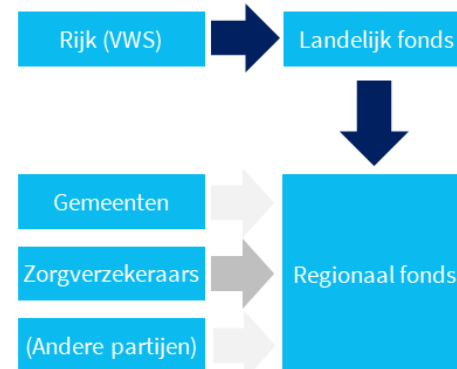 Rijk (VWS)
Landelijk fonds
Gemeenten
Zorgverzekeraars
Regionaal fonds
(Andere partijen)